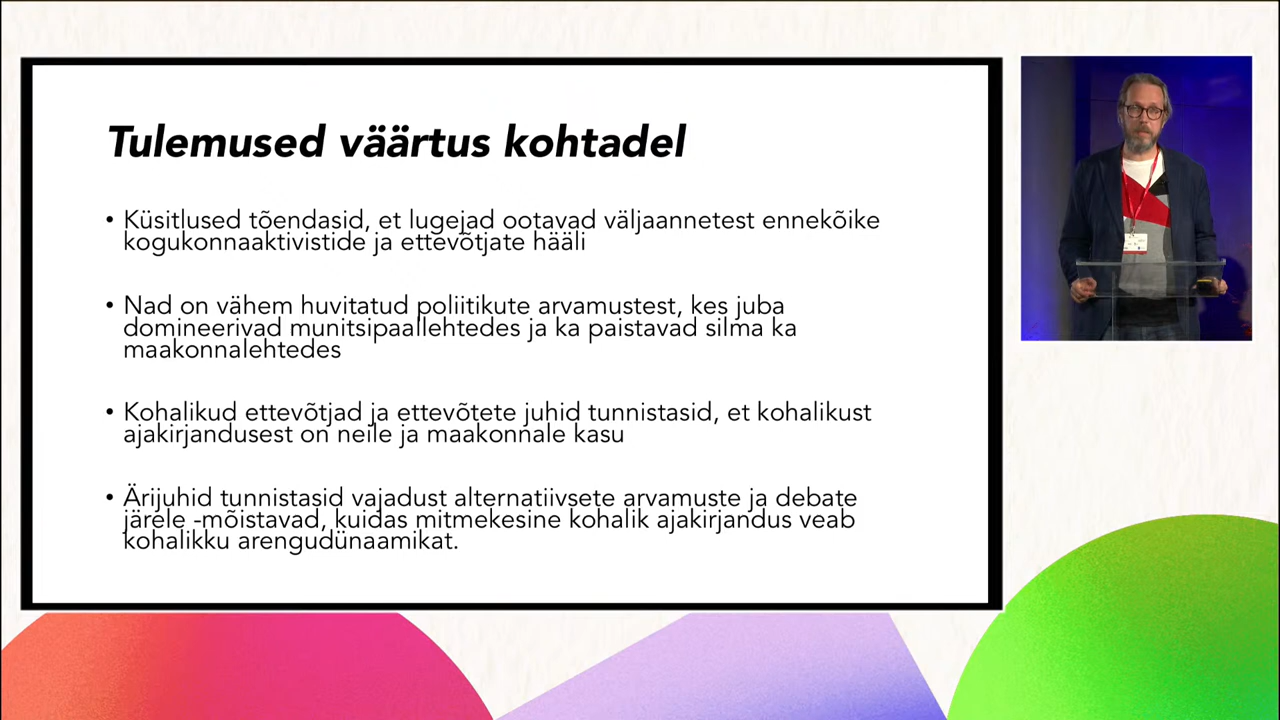 Tulemused väärtus kohtadel
• Küsitlused tõendasid, et lugejad ootavad väljaannetest ennekõike
kogukonnaaktivistide ja ettevõtjate hääli
• Nad on vähem huvitatud poliitikute arvamustest, kes juba
domineerivad munitsipaallehtedes ja ka paistavad silma ka
maakonnalehtedes
• Kohalikud ettevõtjad ja ettevõtete juhid tunnistasid, et kohalikust
ajakirjandusest on neile ja maakonnale kasu
• Ärijuhid tunnistasid vajadust alternatiivsete arvamuste ja debate
järele -mõistavad, kuidas mitmekesine kohalik ajakirjandus veab
kohalikku arengudünaamikat.